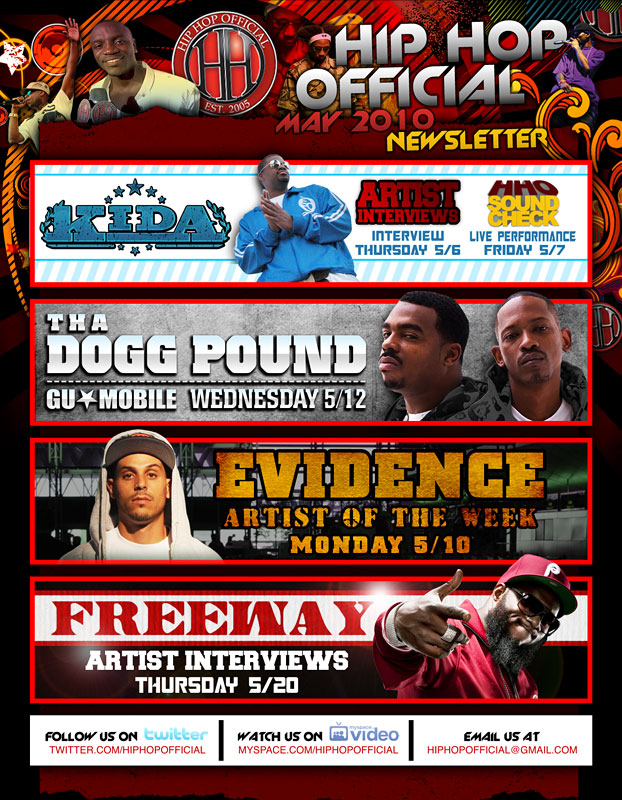 HIP HOP OFFICIAL
HH
EST. 2005
HIP HOP
OFFICIAL
MAY 2010
NEWSLETTER
KIDA
ARTIST
INTERVIEWS
INTERVIEW
THURSDAY 5/6
HHO
SOUND
CHECK
LIVE PERFORMANCE
FRIDAY 5/7
THA
DOGG POUND
GU★MOBILE WEDNESDAY 5/12
EVIDENCE
ARTIST OF THE WEEK
MONDAY 5/10
FREEWAY
ARTIST INTERVIEWS
THURSDAY 5/20
P
FOLLOW US ON twitter
TWITTER.COM/HIPHOPOFFICIAL
WATCH US ON myspace video
MYSPACE.COM/HIPHOPOFFICIAL
EMAIL US AT
HIPHOPOFFICIAL@GMAIL.COM